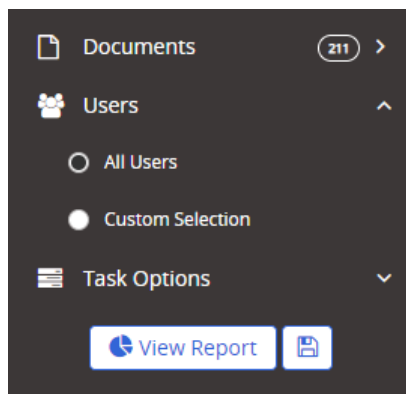 Documents 211
Users
All Users
Custom Selection
Task Options
View Report